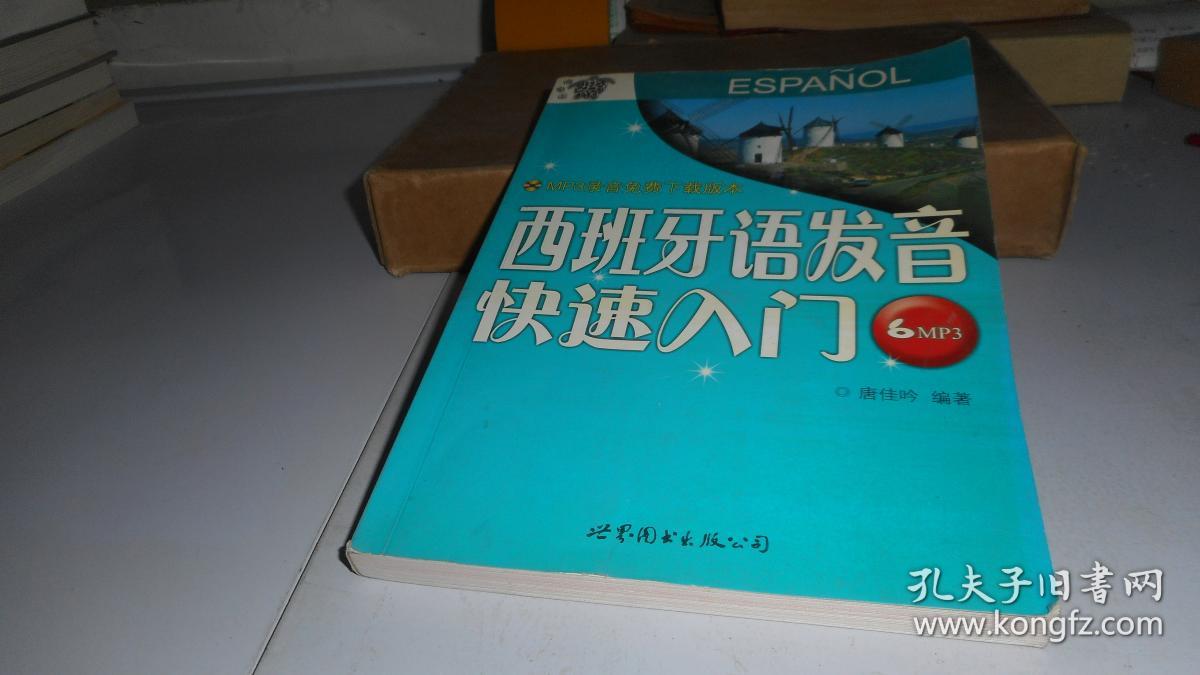 ESPAÑOL
MP3录音免费下载版本
西班牙语发音
快速入门
6MP3
◎ 唐佳吟 编著
世界图书出版公司
孔夫子旧书网
www.kongfz.com